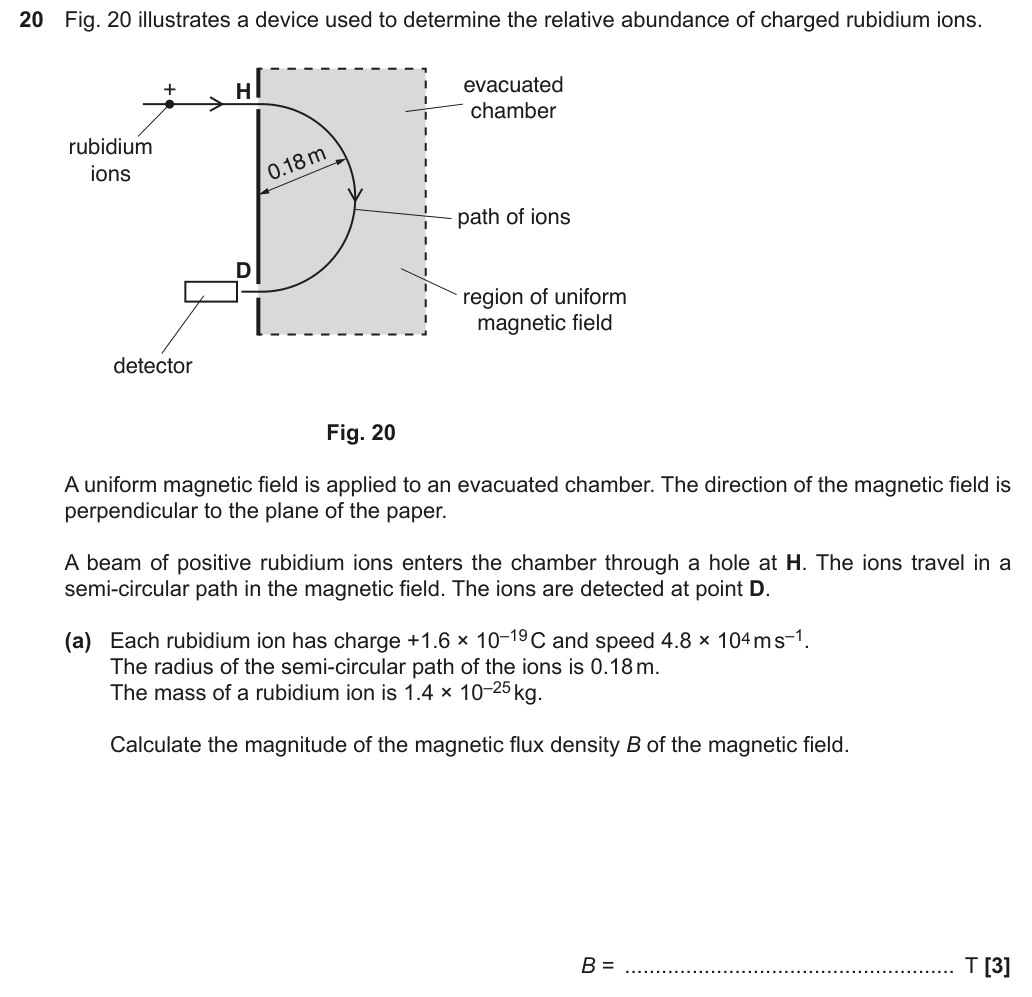 20 Fig. 20 illustrates a device used to determine the relative abundance of charged rubidium ions.
+
H
evacuated
chamber
rubidium
ions
0.18 m
path of ions
D
region of uniform
magnetic field
detector
Fig. 20
A uniform magnetic field is applied to an evacuated chamber. The direction of the magnetic field is
perpendicular to the plane of the paper.
A beam of positive rubidium ions enters the chamber through a hole at H. The ions travel in a
semi-circular path in the magnetic field. The ions are detected at point D.
(a) Each rubidium ion has charge +1.6 × 10⁻¹⁹ C and speed 4.8 × 10⁴ m s⁻¹.
The radius of the semi-circular path of the ions is 0.18 m.
The mass of a rubidium ion is 1.4 × 10⁻²⁵ kg.
Calculate the magnitude of the magnetic flux density B of the magnetic field.
B = ..................................................... T [3]